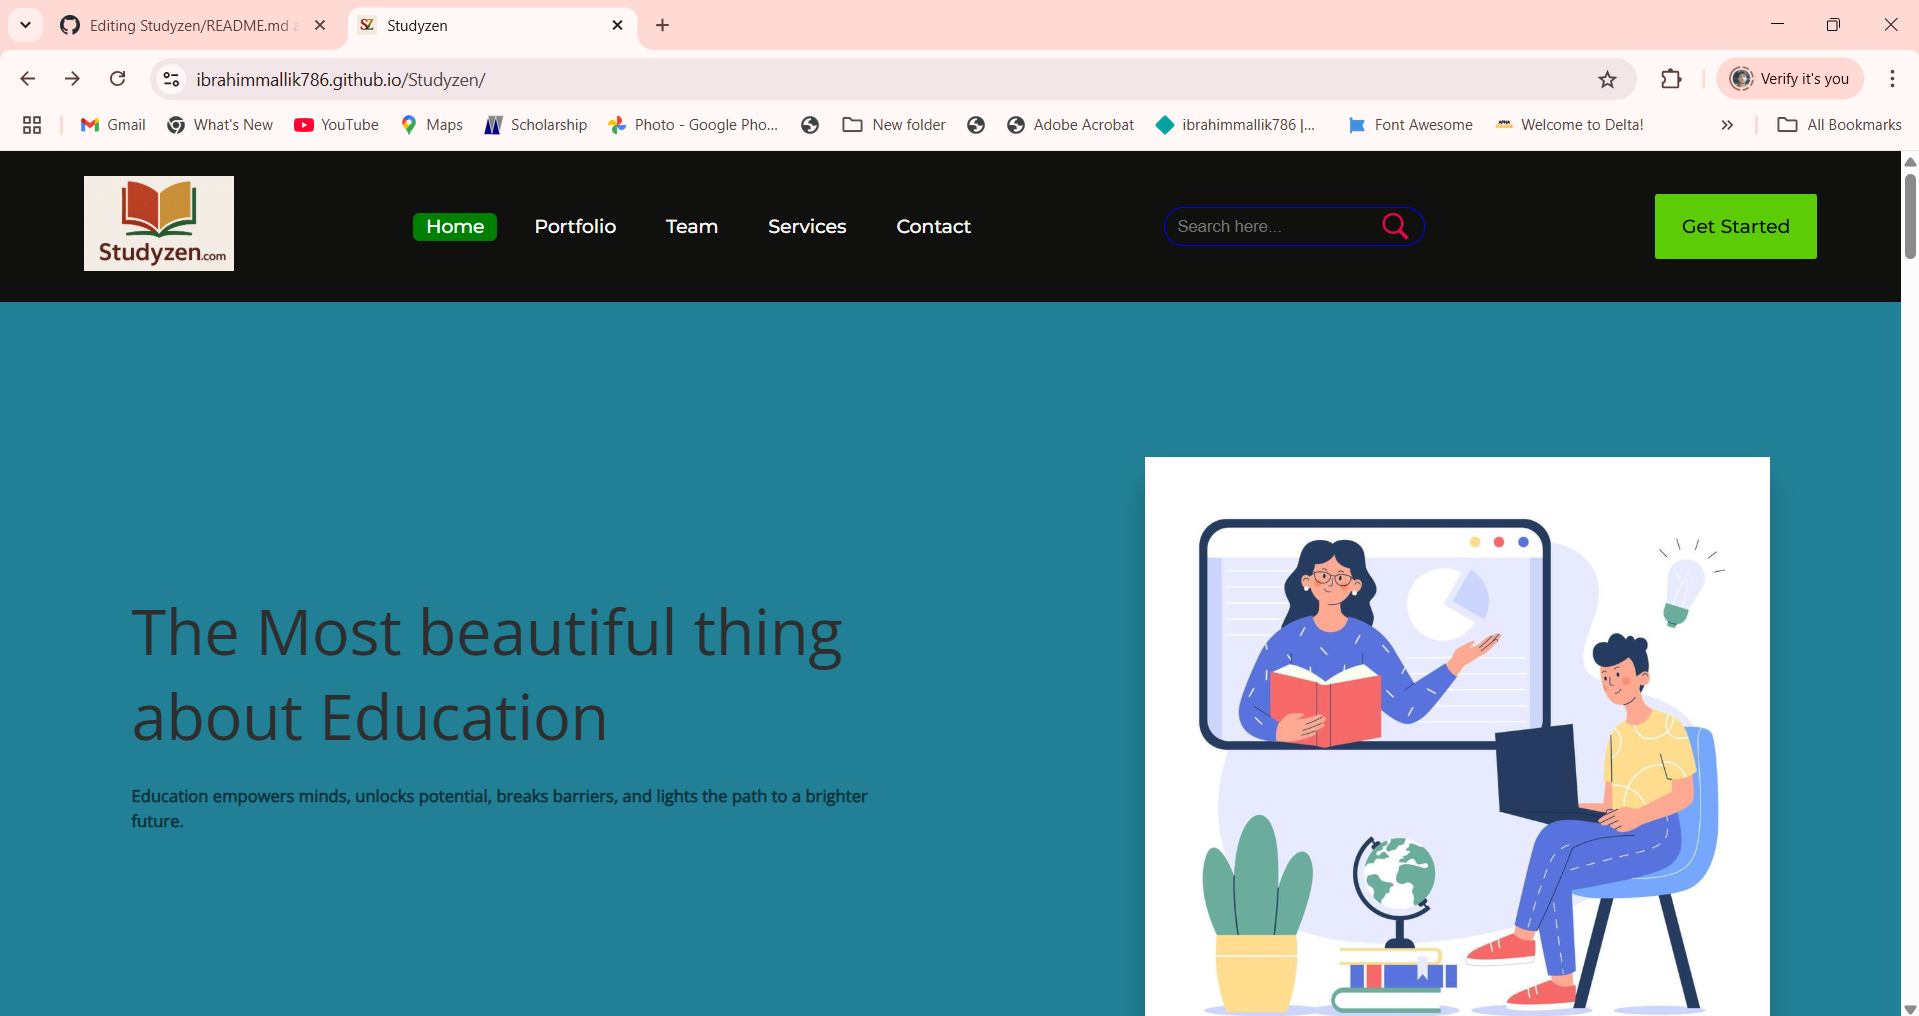 Editing Studyzen/README.md a
SZ Studyzen
ibrahimmallik786.github.io/Studyzen/
Verify it's you
Gmail
What's New
YouTube
Maps
Scholarship
Photo - Google Pho...
New folder
Adobe Acrobat
ibrahimmallik786 |...
Font Awesome
Welcome to Delta!
All Bookmarks
Studyzen.com
Home
Portfolio
Team
Services
Contact
Search here...
Get Started
The Most beautiful thing
about Education
Education empowers minds, unlocks potential, breaks barriers, and lights the path to a brighter
future.